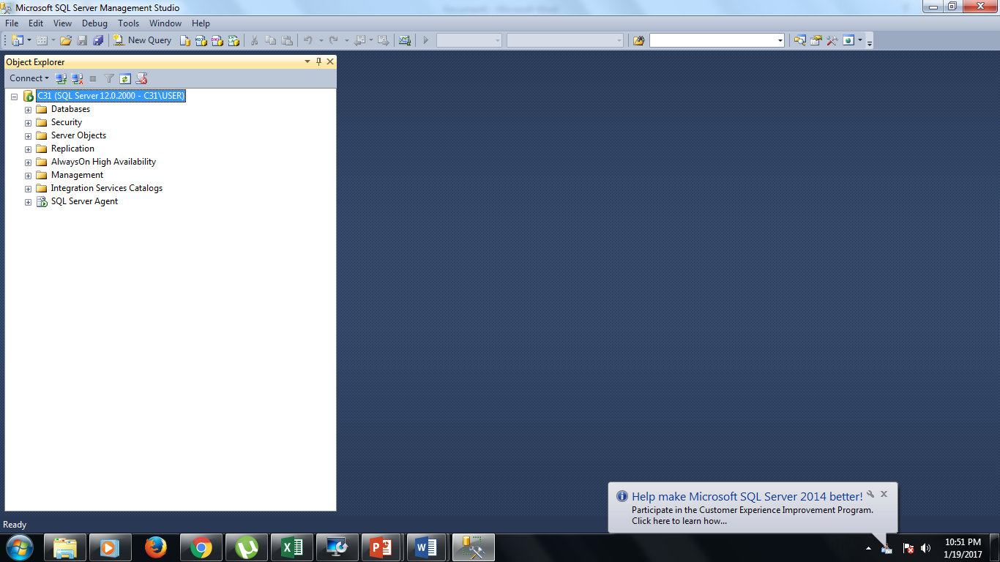 Microsoft SQL Server Management Studio
File Edit View Debug Tools Window Help
New Query
Object Explorer
Connect
C31 (SQL Server 12.0.2000 - C31\USER)
Databases
Security
Server Objects
Replication
AlwaysOn High Availability
Management
Integration Services Catalogs
SQL Server Agent
Help make Microsoft SQL Server 2014 better!
Participate in the Customer Experience Improvement Program.
Click here to learn how...
Ready
10:51 PM
1/19/2017